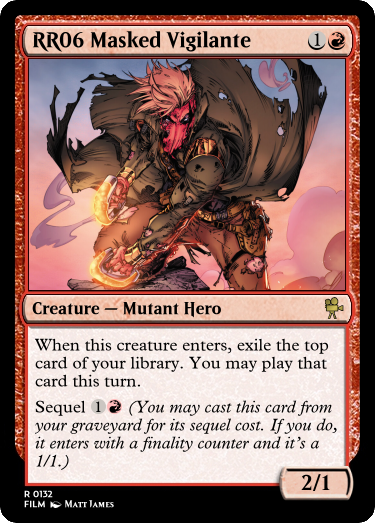 RR06 Masked Vigilante 1
Creature — Mutant Hero
When this creature enters, exile the top
card of your library. You may play that
card this turn.
Sequel 1 (You may cast this card from
your graveyard for its sequel cost. If you do,
it enters with a finality counter and it's a
1/1.)
2/1
R 0132
FILM Matt James